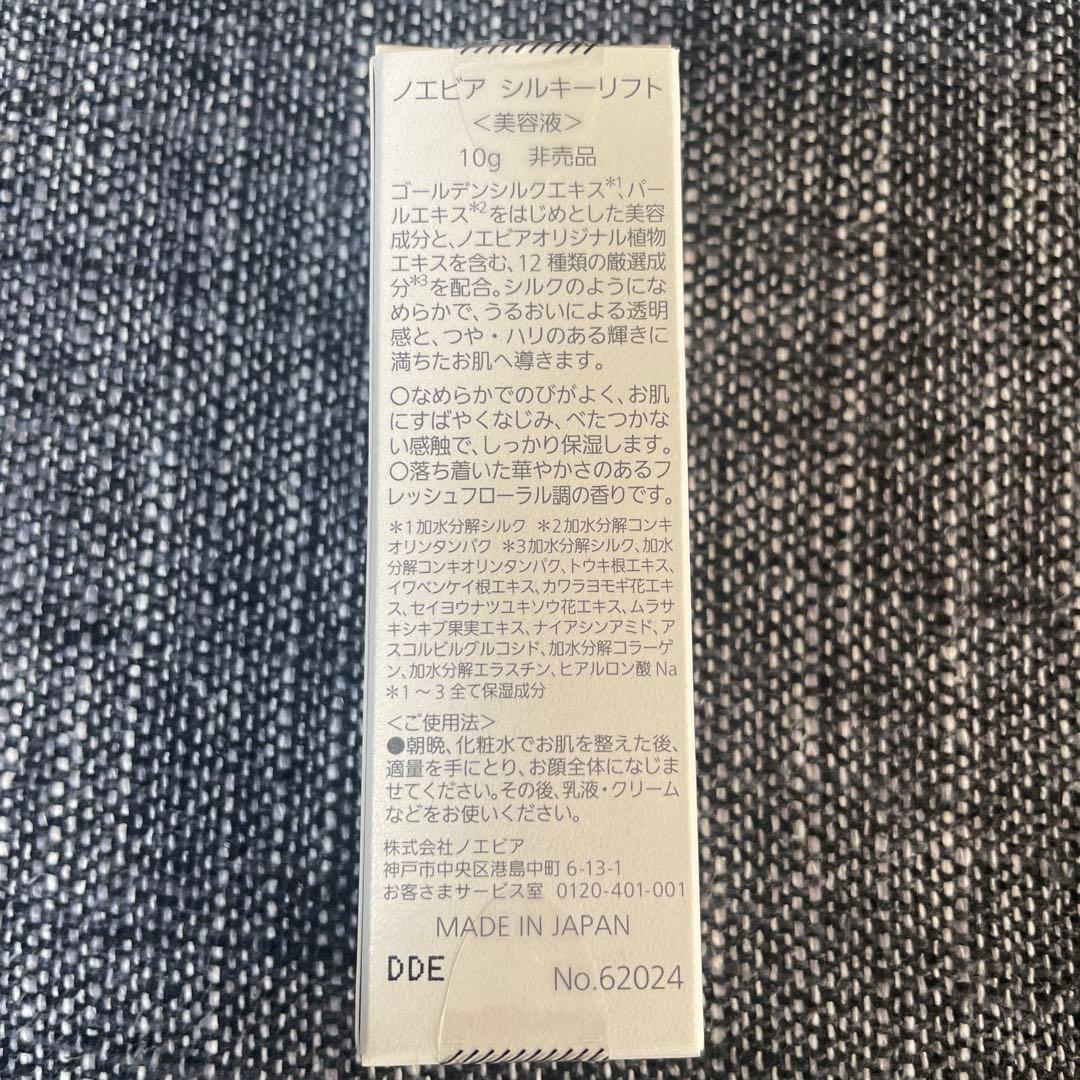 ノエビア シルキーリフト
＜美容液＞
10g 非売品
ゴールデンシルクエキス*1、パー
ルエキス*2をはじめとした美容
成分と、ノエビアオリジナル植物
エキスを含む、12種類の厳選成
分*3を配合。シルクのようにな
めらかで、うるおいによる透明
感と、つや・ハリのある輝きに
満ちたお肌へ導きます。
○なめらかでのびがよく、お肌
にすばやくなじみ、べたつかな
い感触で、しっかり保湿します。
○落ち着いた華やかさのあるフ
レッシュフローラル調の香りです。
*1加水分解シルク *2加水分解コンキ
オリンタンパク *3加水分解シルク、加水
分解コンキオリンタンパク、トウキ根エキス、
イワベンケイ根エキス、カワラヨモギ花エキ
ス、セイヨウナツユキソウ花エキス、ムラサ
キシキブ果実エキス、ナイアシンアミド、ア
スコルビルグルコシド、加水分解コラーゲ
ン、加水分解エラスチン、ヒアルロン酸Na
*1～3全て保湿成分
＜ご使用法＞
●朝晩、化粧水でお肌を整えた後、
適量を手にとり、お顔全体になじま
せてください。その後、乳液・クリーム
などをお使いください。
株式会社ノエビア
神戸市中央区港島中町6-13-1
お客さまサービス室 0120-401-001
MADE IN JAPAN
DDE No.62024